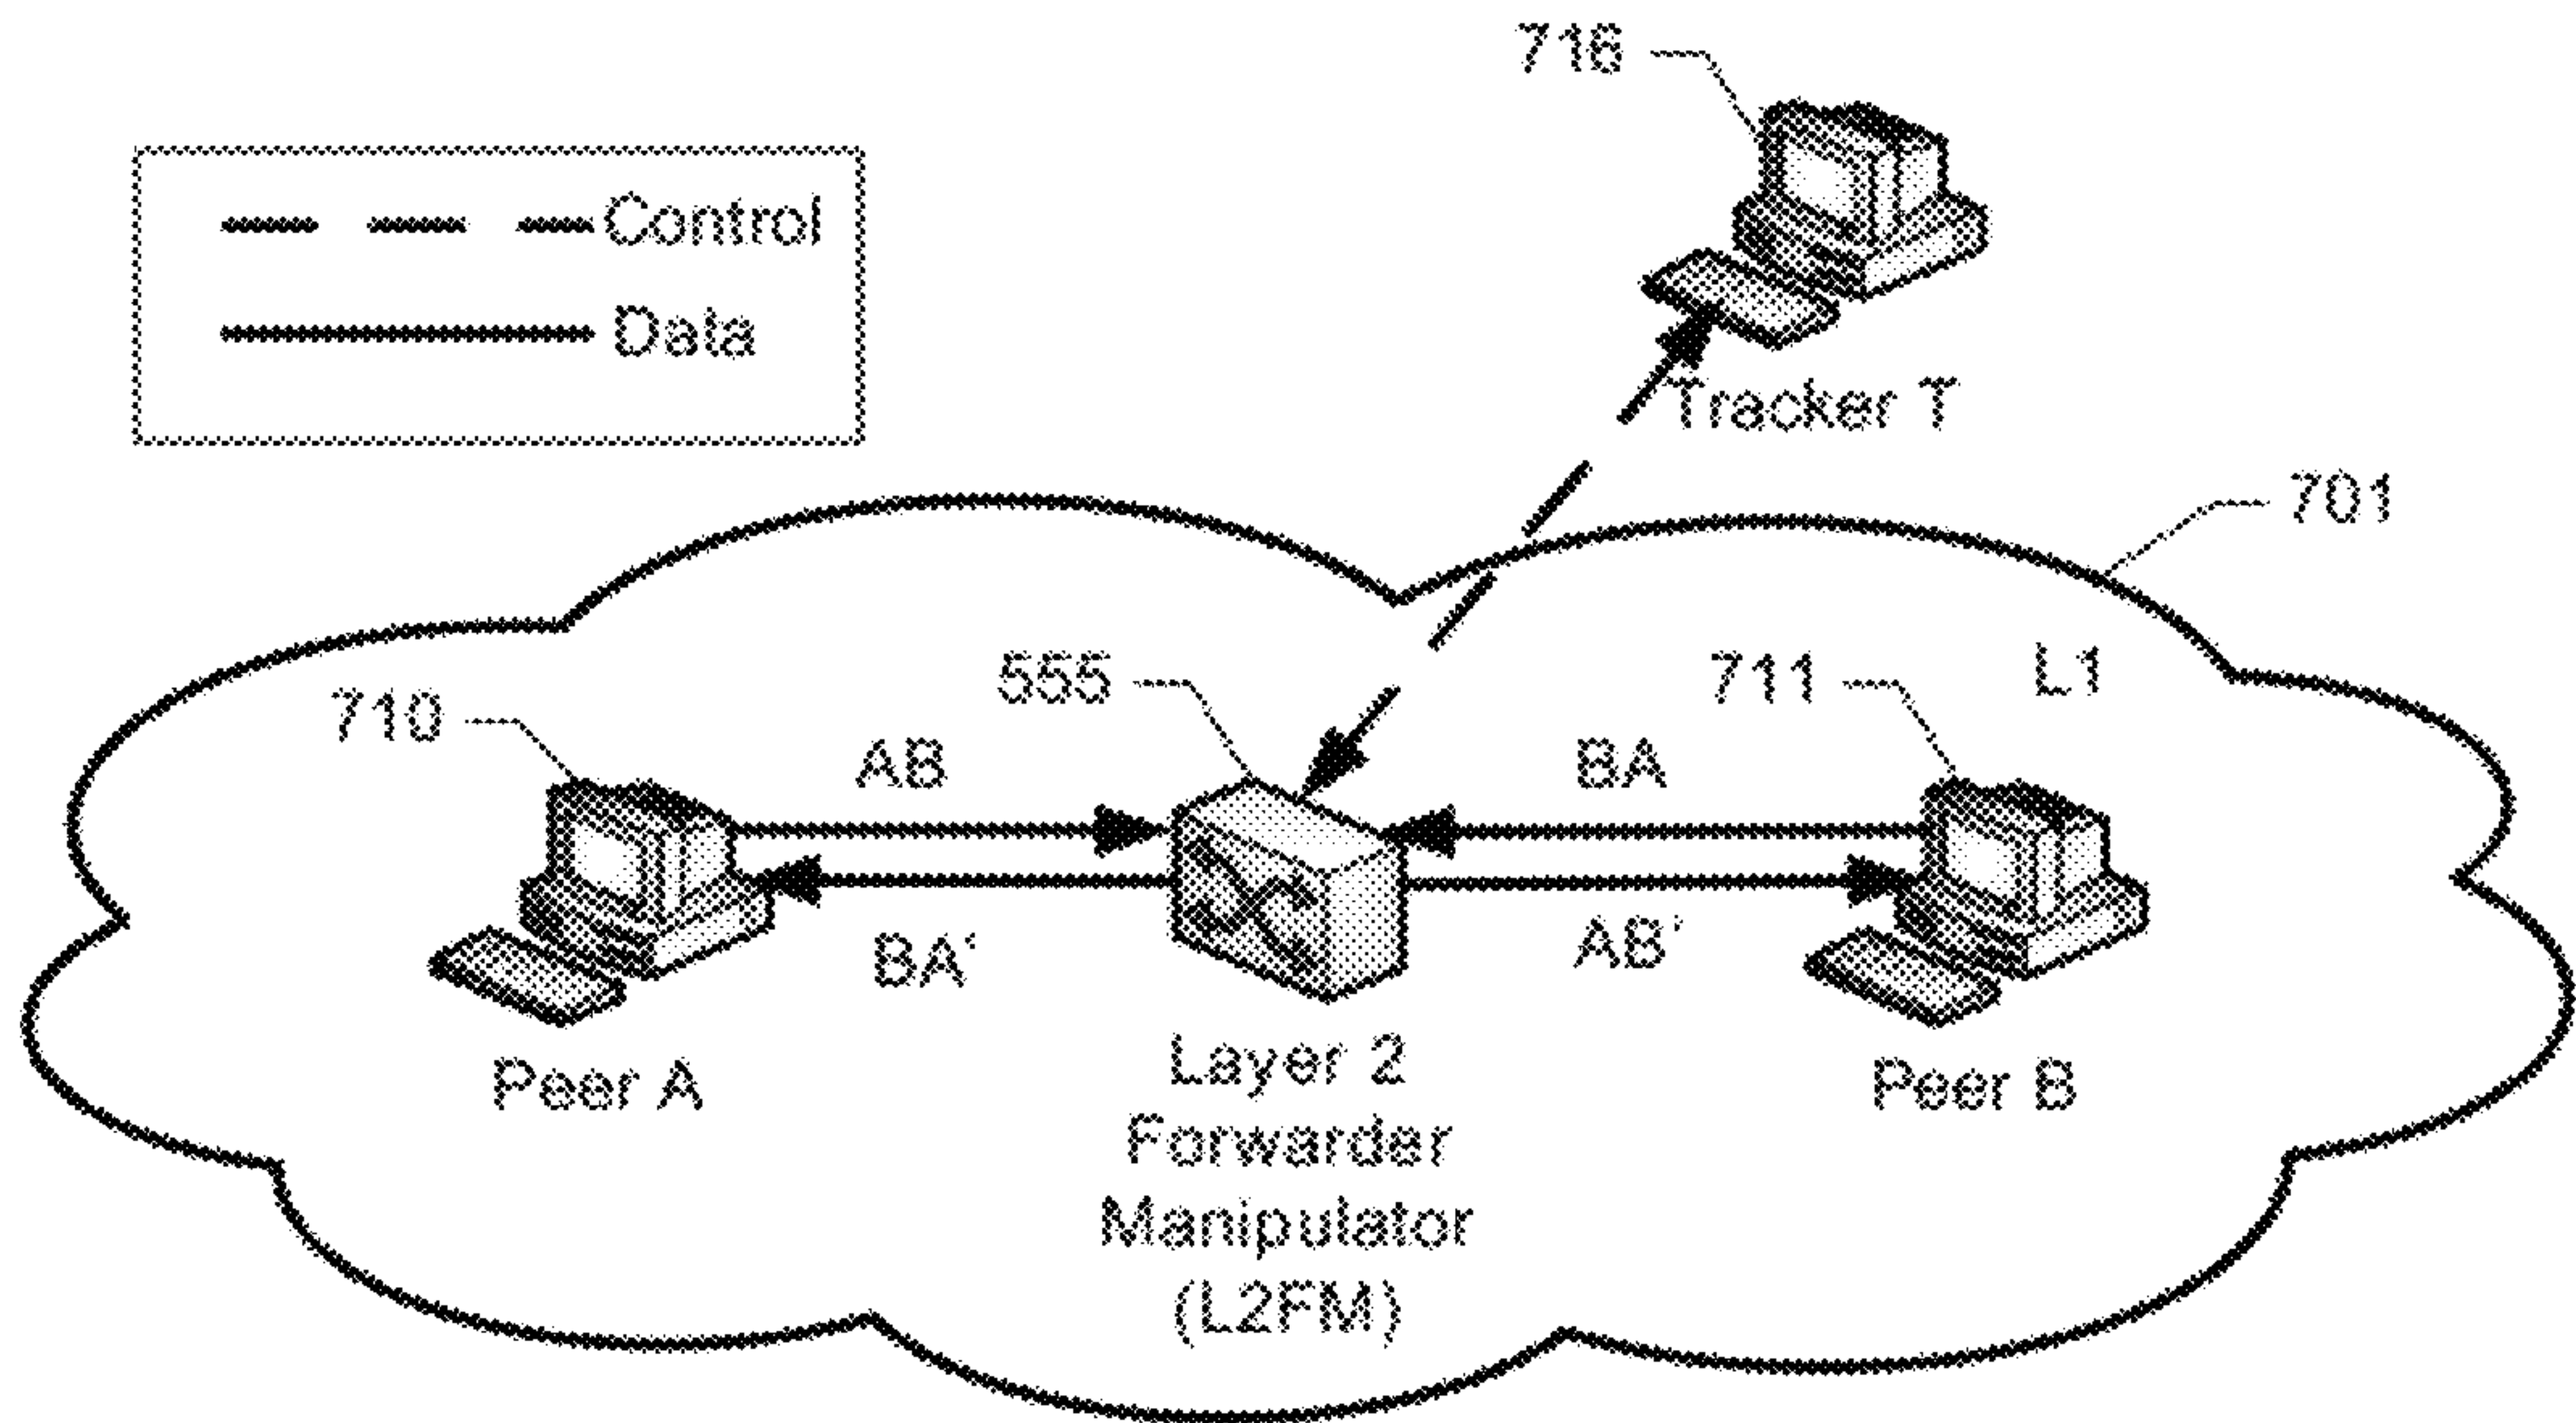 716
Control
Data
Tracker T
701
555
711
L1
710
AB
BA
BA'
AB'
Peer A
Layer 2
Forwarder
Manipulator
(L2FM)
Peer B